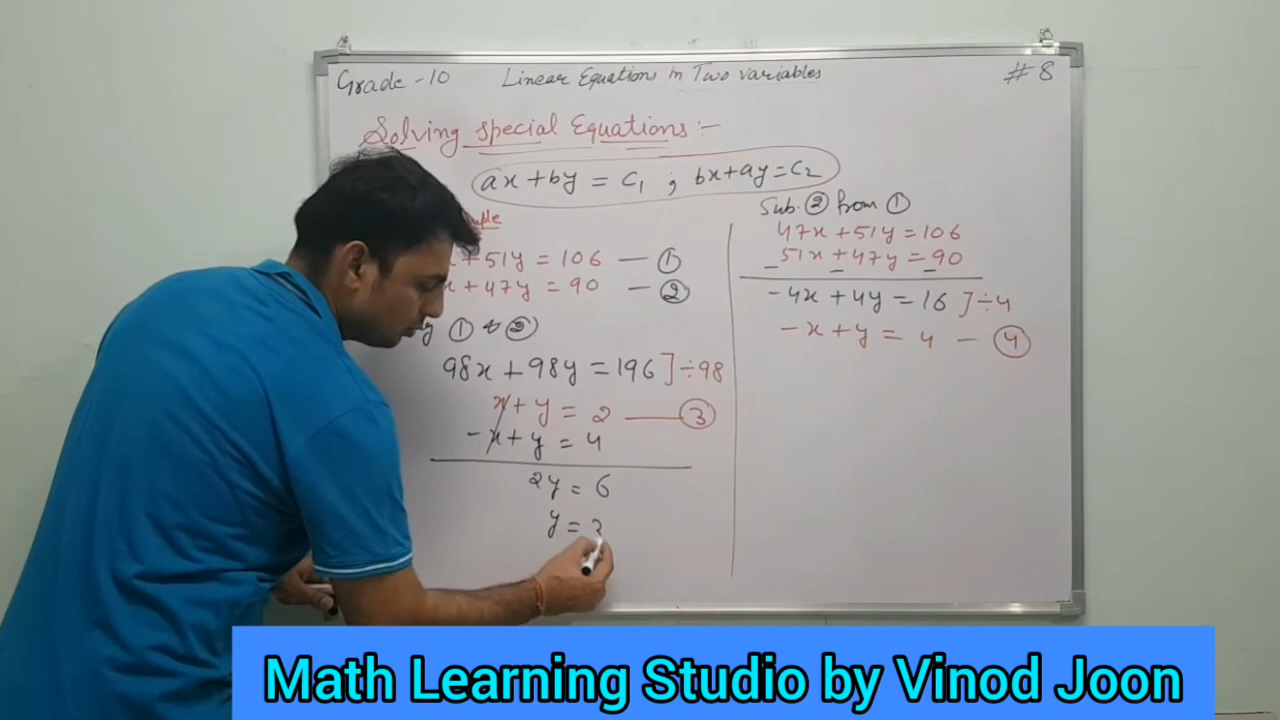 Grade - 10 Linear Equations in Two variables # 8
Solving special Equations :-
ax + by = C₁ ; bx + ay = C₂
+ 51y = 106 — ①
x + 47y = 90 — ②
① & ②
98x + 98y = 196 ] ÷ 98
x + y = 2 — ③
- x + y = 4
2y = 6
y = 3
Sub. ② from ①
47x + 51y = 106
51x + 47y = 90
- - -
- 4x + 4y = 16 ] ÷ 4
- x + y = 4 — ④
Math Learning Studio by Vinod Joon